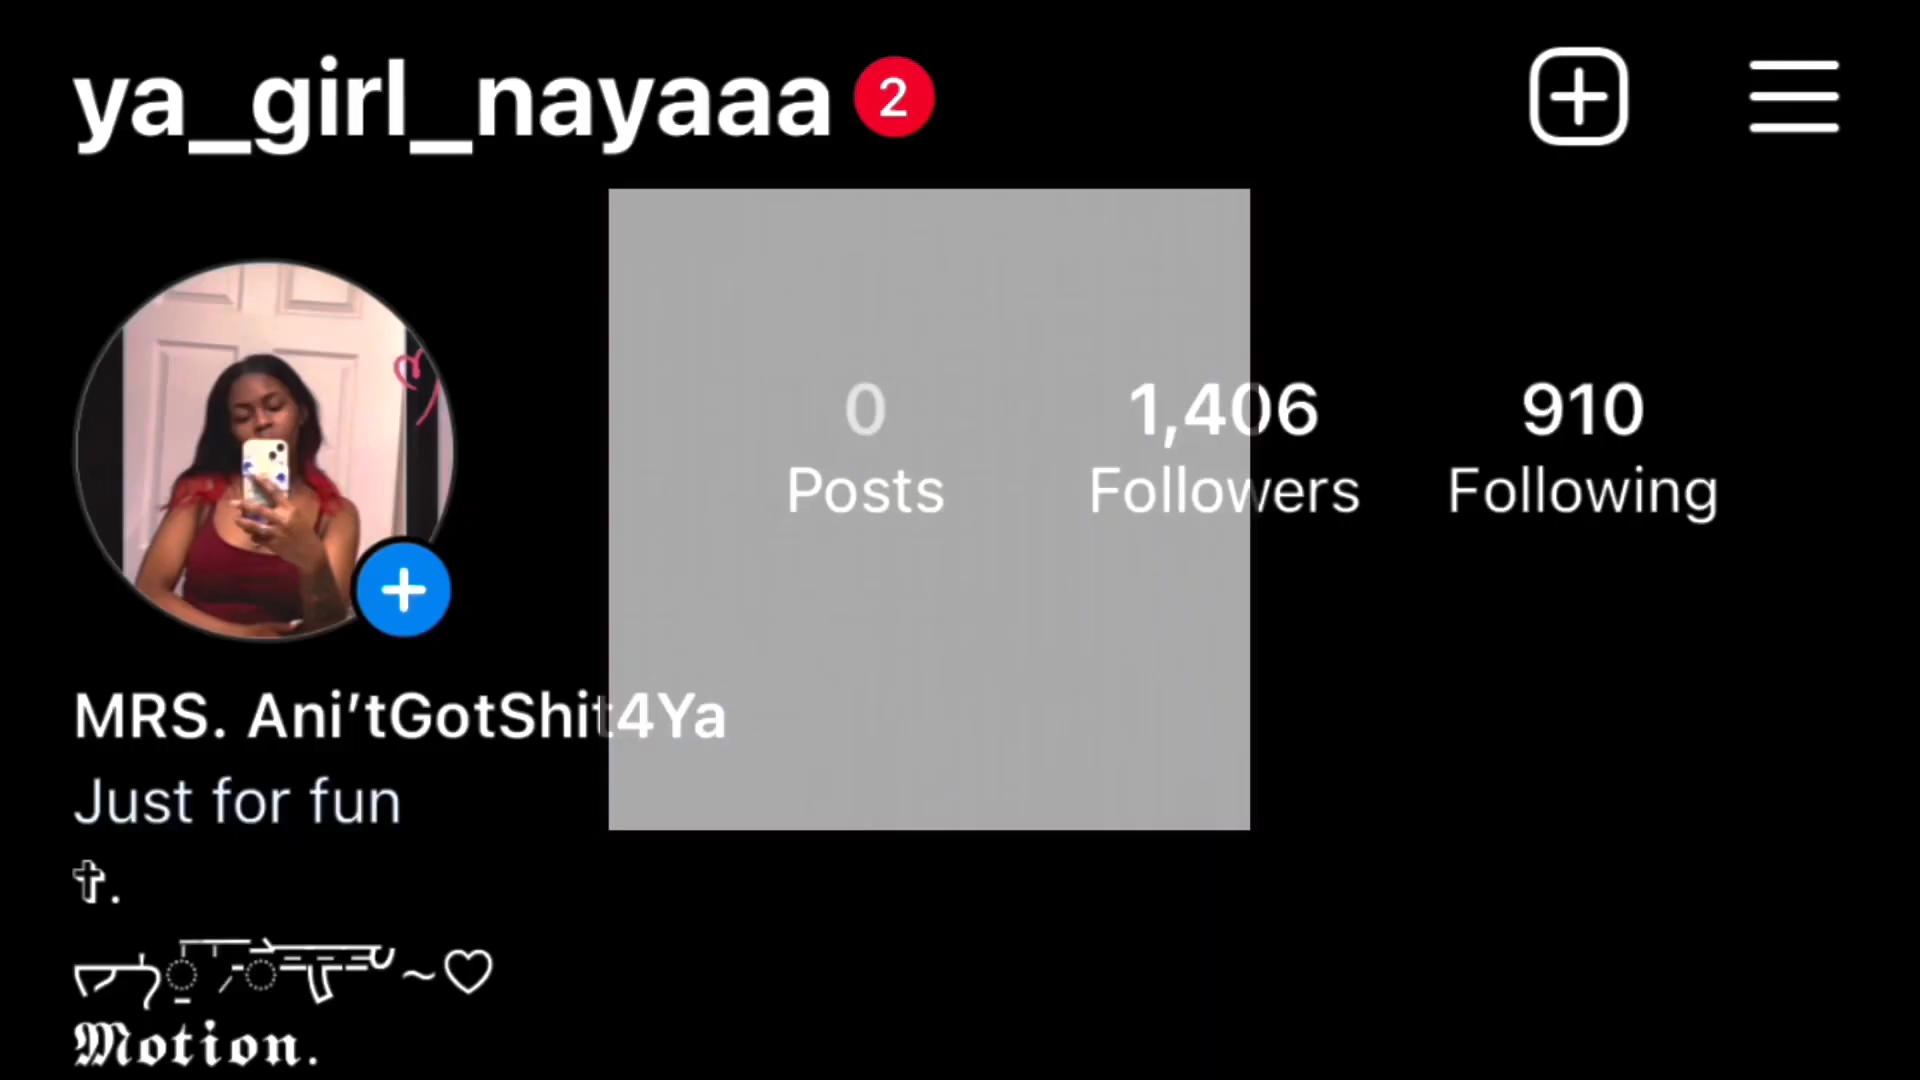 ya_girl_nayaaa 2
0 1,406 910
Posts Followers Following
MRS. Ani’tGotShit4Ya
Just for fun
✞.
~♡
𝕸𝖔𝖙𝖎𝖔𝖓.